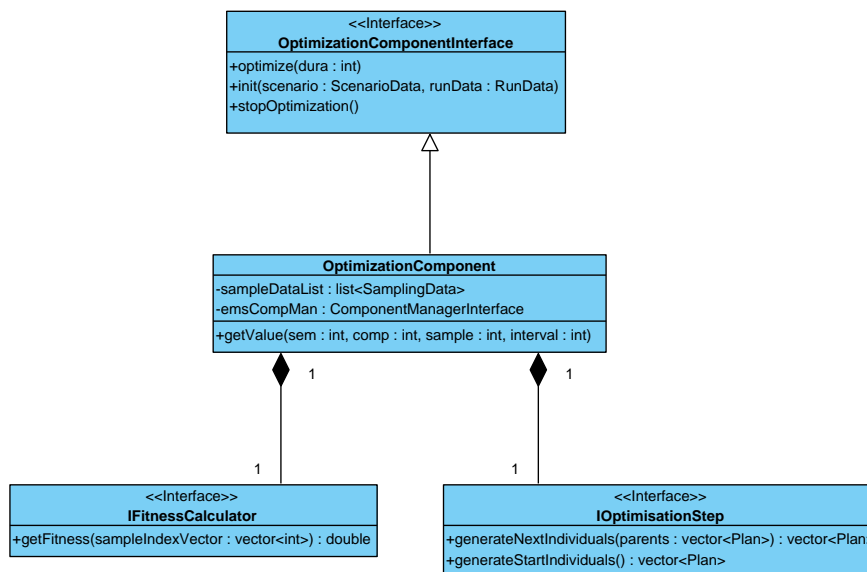 <<Interface>>
OptimizationComponentInterface
+optimize(dura : int)
+init(scenario : ScenarioData, runData : RunData)
+stopOptimization()
OptimizationComponent
-sampleDataList : list<SamplingData>
-emsCompMan : ComponentManagerInterface
+getValue(sem : int, comp : int, sample : int, interval : int)
1
1
1
1
<<Interface>>
IFitnessCalculator
+getFitness(sampleIndexVector : vector<int>) : double
<<Interface>>
IOptimisationStep
+generateNextIndividuals(parents : vector<Plan>) : vector<Plan
+generateStartIndividuals() : vector<Plan>